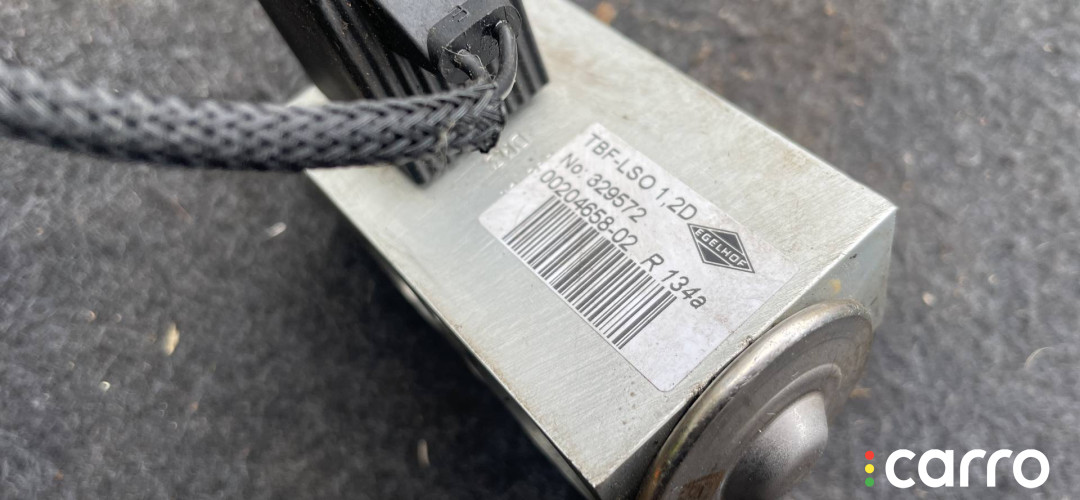 TBF-LSO 1,2D
No: 329572
00204658-02 R 134a
EGELHOF
carro